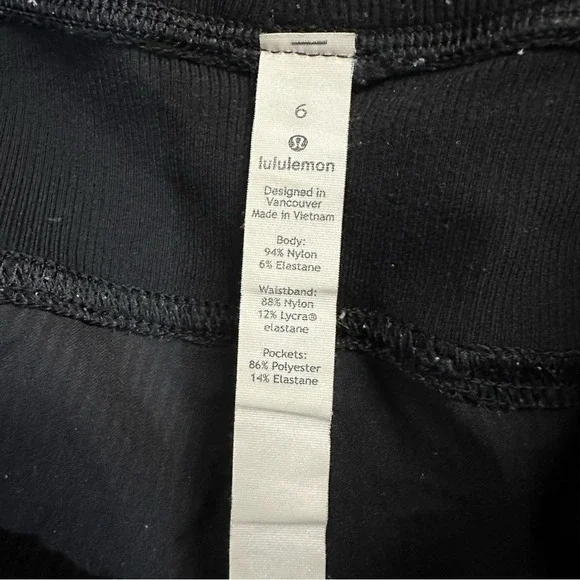 6
lululemon
Designed in
Vancouver
Made in Vietnam
Body:
94% Nylon
6% Elastane
Waistband:
88% Nylon
12% Lycra®
elastane
Pockets:
86% Polyester
14% Elastane